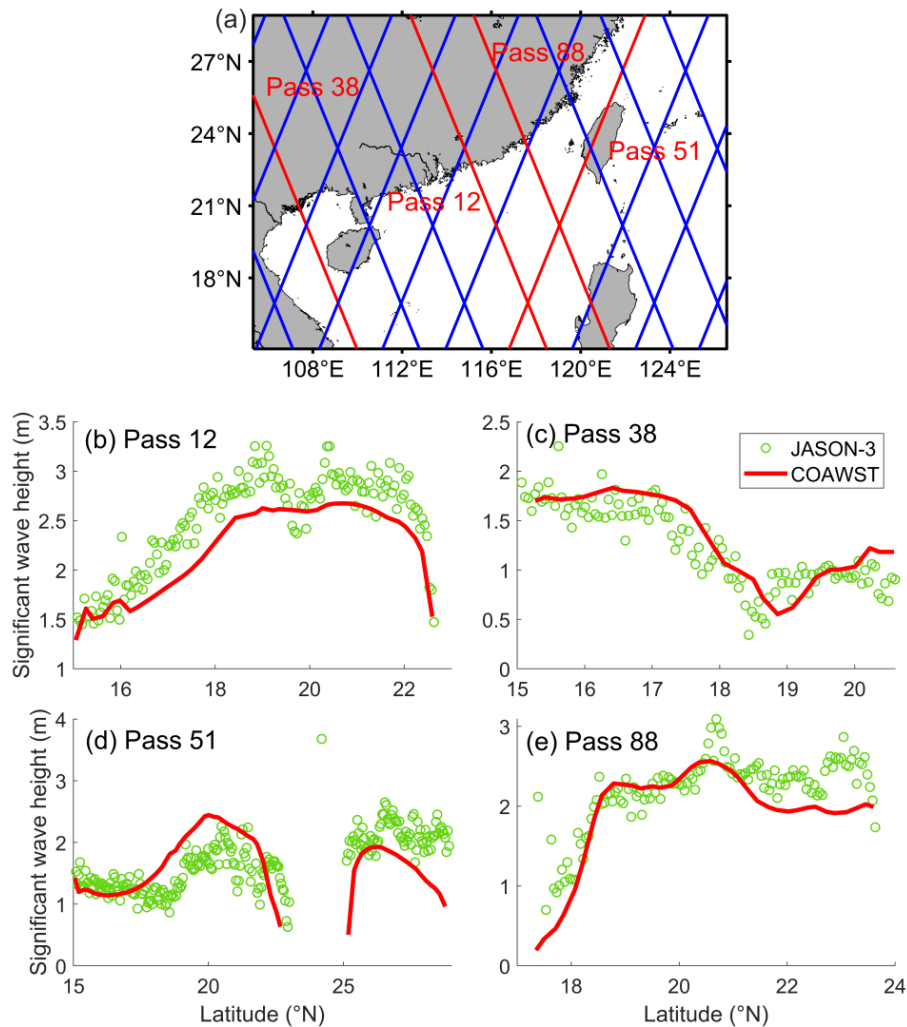 (a)
27°N
24°N
21°N
18°N
Pass 88
Pass 38
Pass 51
Pass 12
108°E 112°E 116°E 120°E 124°E
(b) Pass 12
Significant wave height (m)
3.5
3
2.5
2
1.5
1
16 18 20 22
(c) Pass 38
JASON-3
COAWST
2.5
2
1.5
1
0.5
0
15 16 17 18 19 20
(d) Pass 51
Significant wave height (m)
4
3
2
1
0
15 20 25
Latitude (°N)
(e) Pass 88
3
2
1
0
18 20 22 24
Latitude (°N)